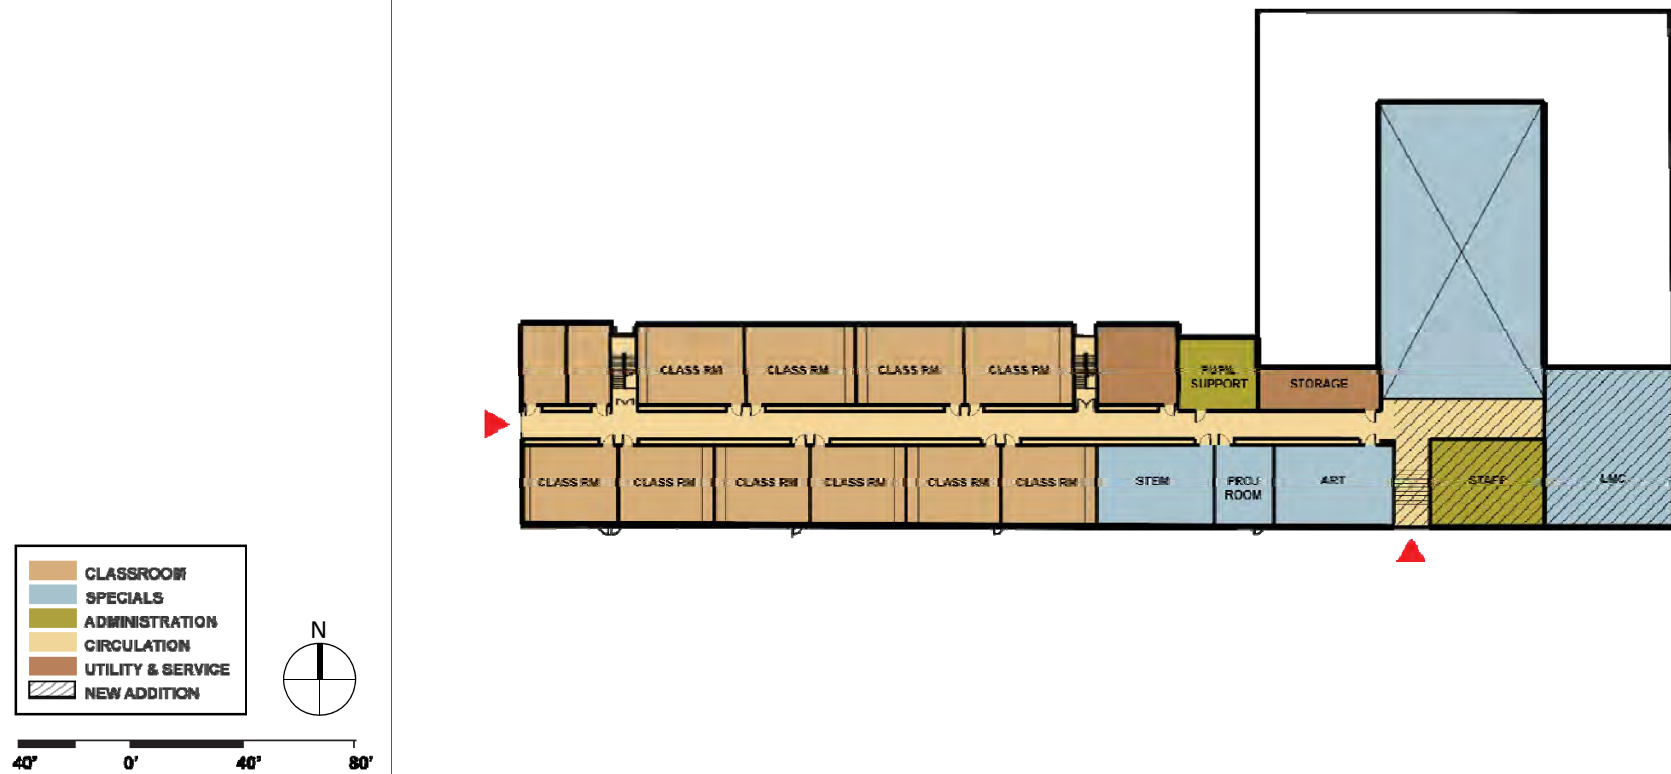 CLASS RM
CLASS RM
CLASS RM
CLASS RM
PUPIL
SUPPORT
STORAGE
CLASS RM
CLASS RM
CLASS RM
CLASS RM
CLASS RM
CLASS RM
STEM
PROJ
ROOM
ART
STAFF
LMC
CLASSROOM
SPECIALS
ADMINISTRATION
CIRCULATION
UTILITY & SERVICE
NEW ADDITION
N
40' 0' 40' 80'